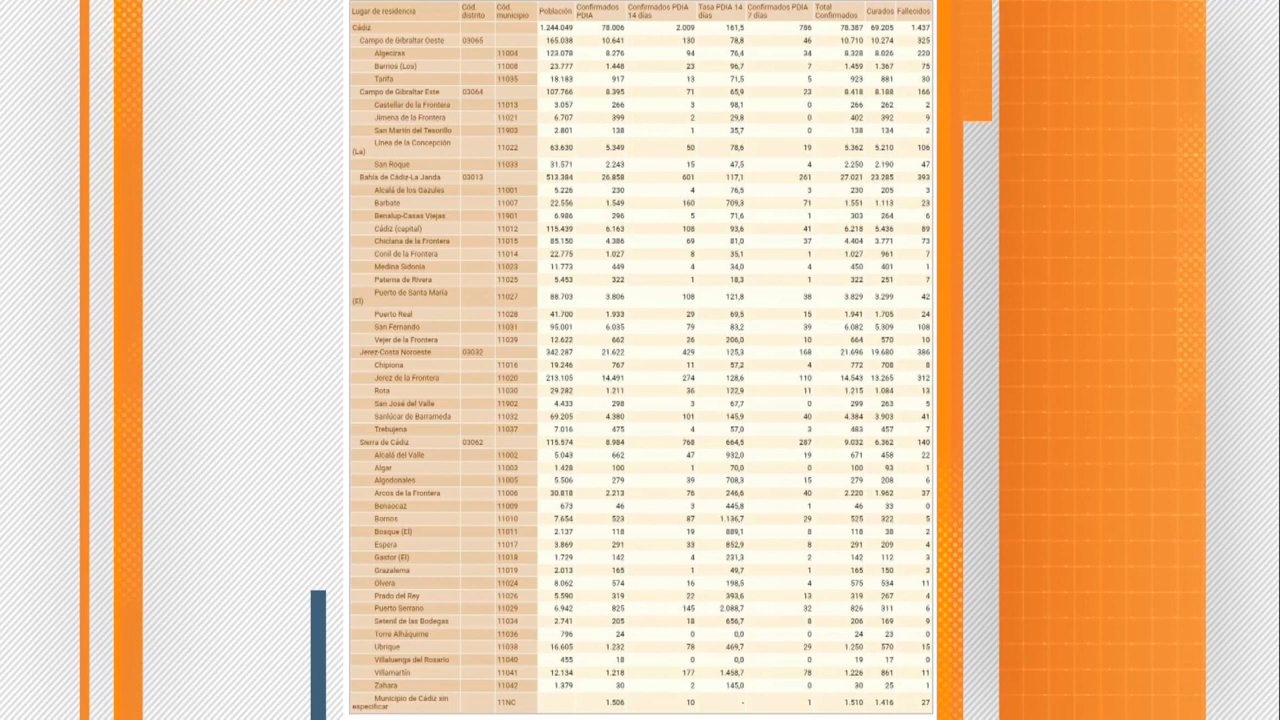 Lugar de residencia Cód. distrito Cód. municipio Población Confirmados PDIA Confirmados PDIA 14 días Tasa PDIA 14 días Confirmados PDIA 7 días Total Confirmados Curados Fallecidos
Cádiz 1.244.049 78.006 2.009 161,5 786 78.387 69.205 1.437
Campo de Gibraltar Oeste 03065 165.038 10.641 130 78,8 46 10.710 10.274 325
Algeciras 11004 123.078 8.276 94 76,4 34 8.328 8.026 220
Barrios (Los) 11008 23.777 1.448 23 96,7 7 1.459 1.367 75
Tarifa 11035 18.183 917 13 71,5 5 923 881 30
Campo de Gibraltar Este 03064 107.766 8.395 71 65,9 23 8.418 8.188 166
Castellar de la Frontera 11013 3.057 266 3 98,1 0 266 262 2
Jimena de la Frontera 11021 6.707 399 2 29,8 0 402 392 9
San Martín del Tesorillo 11903 2.801 138 1 35,7 0 138 134 2
Línea de la Concepción (La) 11022 63.630 5.349 50 78,6 19 5.362 5.210 106
San Roque 11033 31.571 2.243 15 47,5 4 2.250 2.190 47
Bahía de Cádiz-La Janda 03013 513.384 26.858 601 117,1 261 27.021 23.285 393
Alcalá de los Gazules 11001 5.226 230 4 76,5 3 230 205 3
Barbate 11007 22.556 1.549 160 709,3 71 1.551 1.113 23
Benalup-Casas Viejas 11901 6.986 296 5 71,6 1 303 264 6
Cádiz (capital) 11012 115.439 6.163 108 93,6 41 6.218 5.436 89
Chiclana de la Frontera 11015 85.150 4.386 69 81,0 37 4.404 3.771 73
Conil de la Frontera 11014 22.775 1.027 8 35,1 1 1.027 961 7
Medina Sidonia 11023 11.773 449 4 34,0 4 450 401 1
Paterna de Rivera 11025 5.453 322 1 18,3 1 322 251 7
Puerto de Santa María (El) 11027 88.703 3.806 108 121,8 38 3.829 3.299 42
Puerto Real 11028 41.700 1.933 29 69,5 15 1.941 1.705 24
San Fernando 11031 95.001 6.035 79 83,2 39 6.082 5.309 108
Vejer de la Frontera 11039 12.622 662 26 206,0 10 664 570 10
Jerez-Costa Noroeste 03032 342.287 21.622 429 125,3 168 21.696 19.680 386
Chipiona 11016 19.246 767 11 57,2 4 772 708 8
Jerez de la Frontera 11020 213.105 14.491 274 128,6 110 14.543 13.265 312
Rota 11030 29.282 1.211 36 122,9 11 1.215 1.084 13
San José del Valle 11902 4.433 298 3 67,7 0 299 263 5
Sanlúcar de Barrameda 11032 69.205 4.380 101 145,9 40 4.384 3.903 41
Trebujena 11037 7.016 475 4 57,0 3 483 457 7
Sierra de Cádiz 03062 115.574 8.984 768 664,5 287 9.032 6.362 140
Alcalá del Valle 11002 5.043 662 47 932,0 19 671 458 22
Algar 11003 1.428 100 1 70,0 0 100 93 1
Algodonales 11005 5.506 279 39 708,3 15 279 208 6
Arcos de la Frontera 11006 30.818 2.213 76 246,6 40 2.220 1.962 37
Benaocaz 11009 673 46 3 445,8 1 46 33 0
Bornos 11010 7.654 523 87 1.136,7 29 525 322 5
Bosque (El) 11011 2.137 118 19 889,1 8 118 38 2
Espera 11017 3.869 291 33 852,9 8 291 209 4
Gastor (El) 11018 1.729 142 4 231,3 2 142 112 3
Grazalema 11019 2.013 165 1 49,7 1 165 150 3
Olvera 11024 8.062 574 16 198,5 4 575 534 11
Prado del Rey 11026 5.590 319 22 393,6 13 319 267 4
Puerto Serrano 11029 6.942 825 145 2.088,7 32 826 311 6
Setenil de las Bodegas 11034 2.741 205 18 656,7 8 206 169 9
Torre Alháquime 11036 796 24 0 0,0 0 24 23 0
Ubrique 11038 16.605 1.232 78 469,7 29 1.250 570 15
Villaluenga del Rosario 11040 455 18 0 0,0 0 19 17 0
Villamartín 11041 12.134 1.218 177 1.458,7 78 1.226 861 11
Zahara 11042 1.379 30 2 145,0 0 30 25 1
Municipio de Cádiz sin especificar 11NC 1.506 10 - 1 1.510 1.416 27